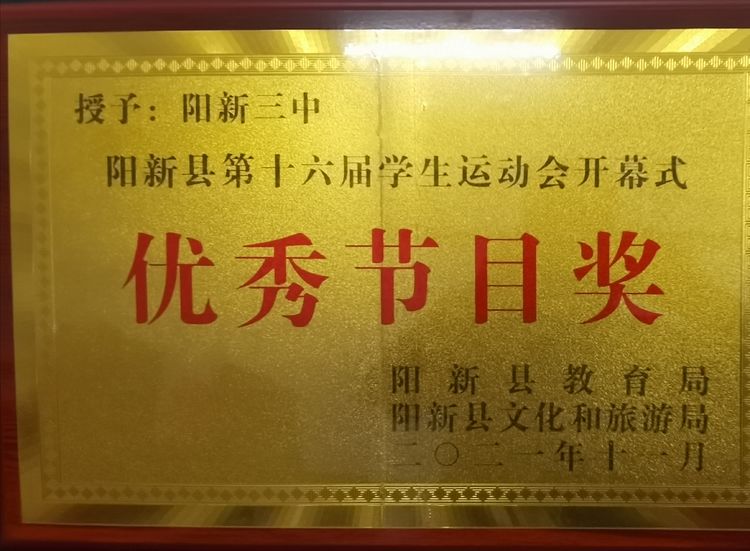 授予：阳新三中
阳新县第十六届学生运动会开幕式
优秀节目奖
阳新县教育局
阳新县文化和旅游局
二〇二一年十一月